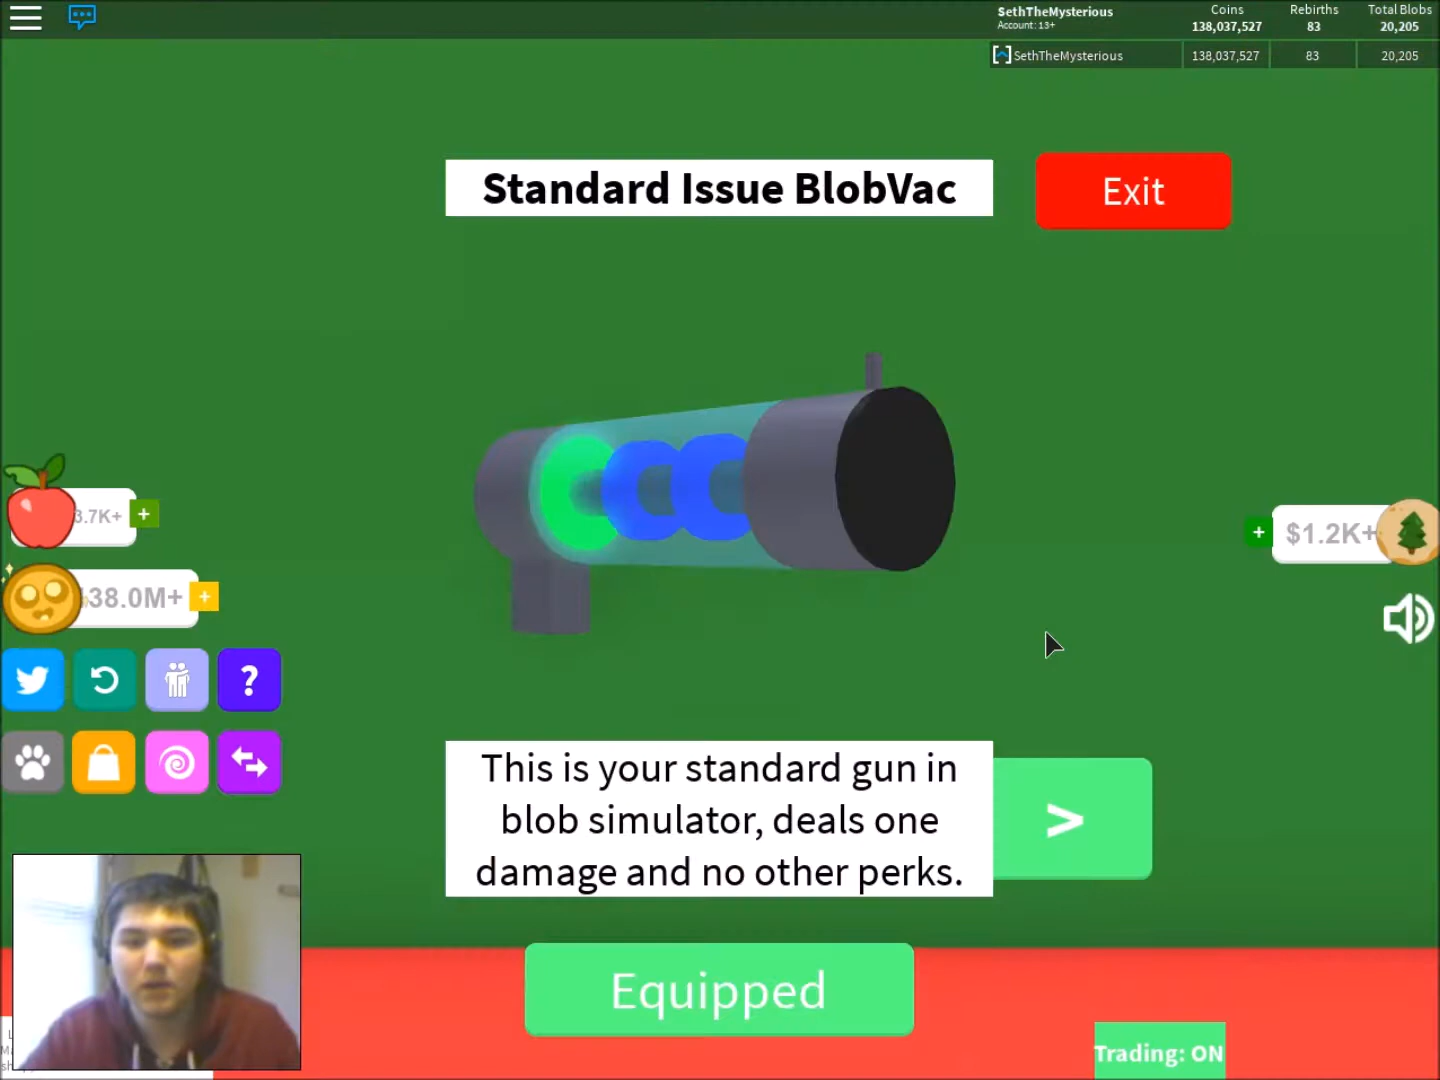 SethTheMysterious
Account: 13+
Coins
138,037,527
Rebirths
83
Total Blobs
20,205
SethTheMysterious
138,037,527
83
20,205
Standard Issue BlobVac
Exit
3.7K+
+
38.0M+
+
+
$1.2K+
?
This is your standard gun in
blob simulator, deals one
damage and no other perks.
>
Equipped
Trading: ON